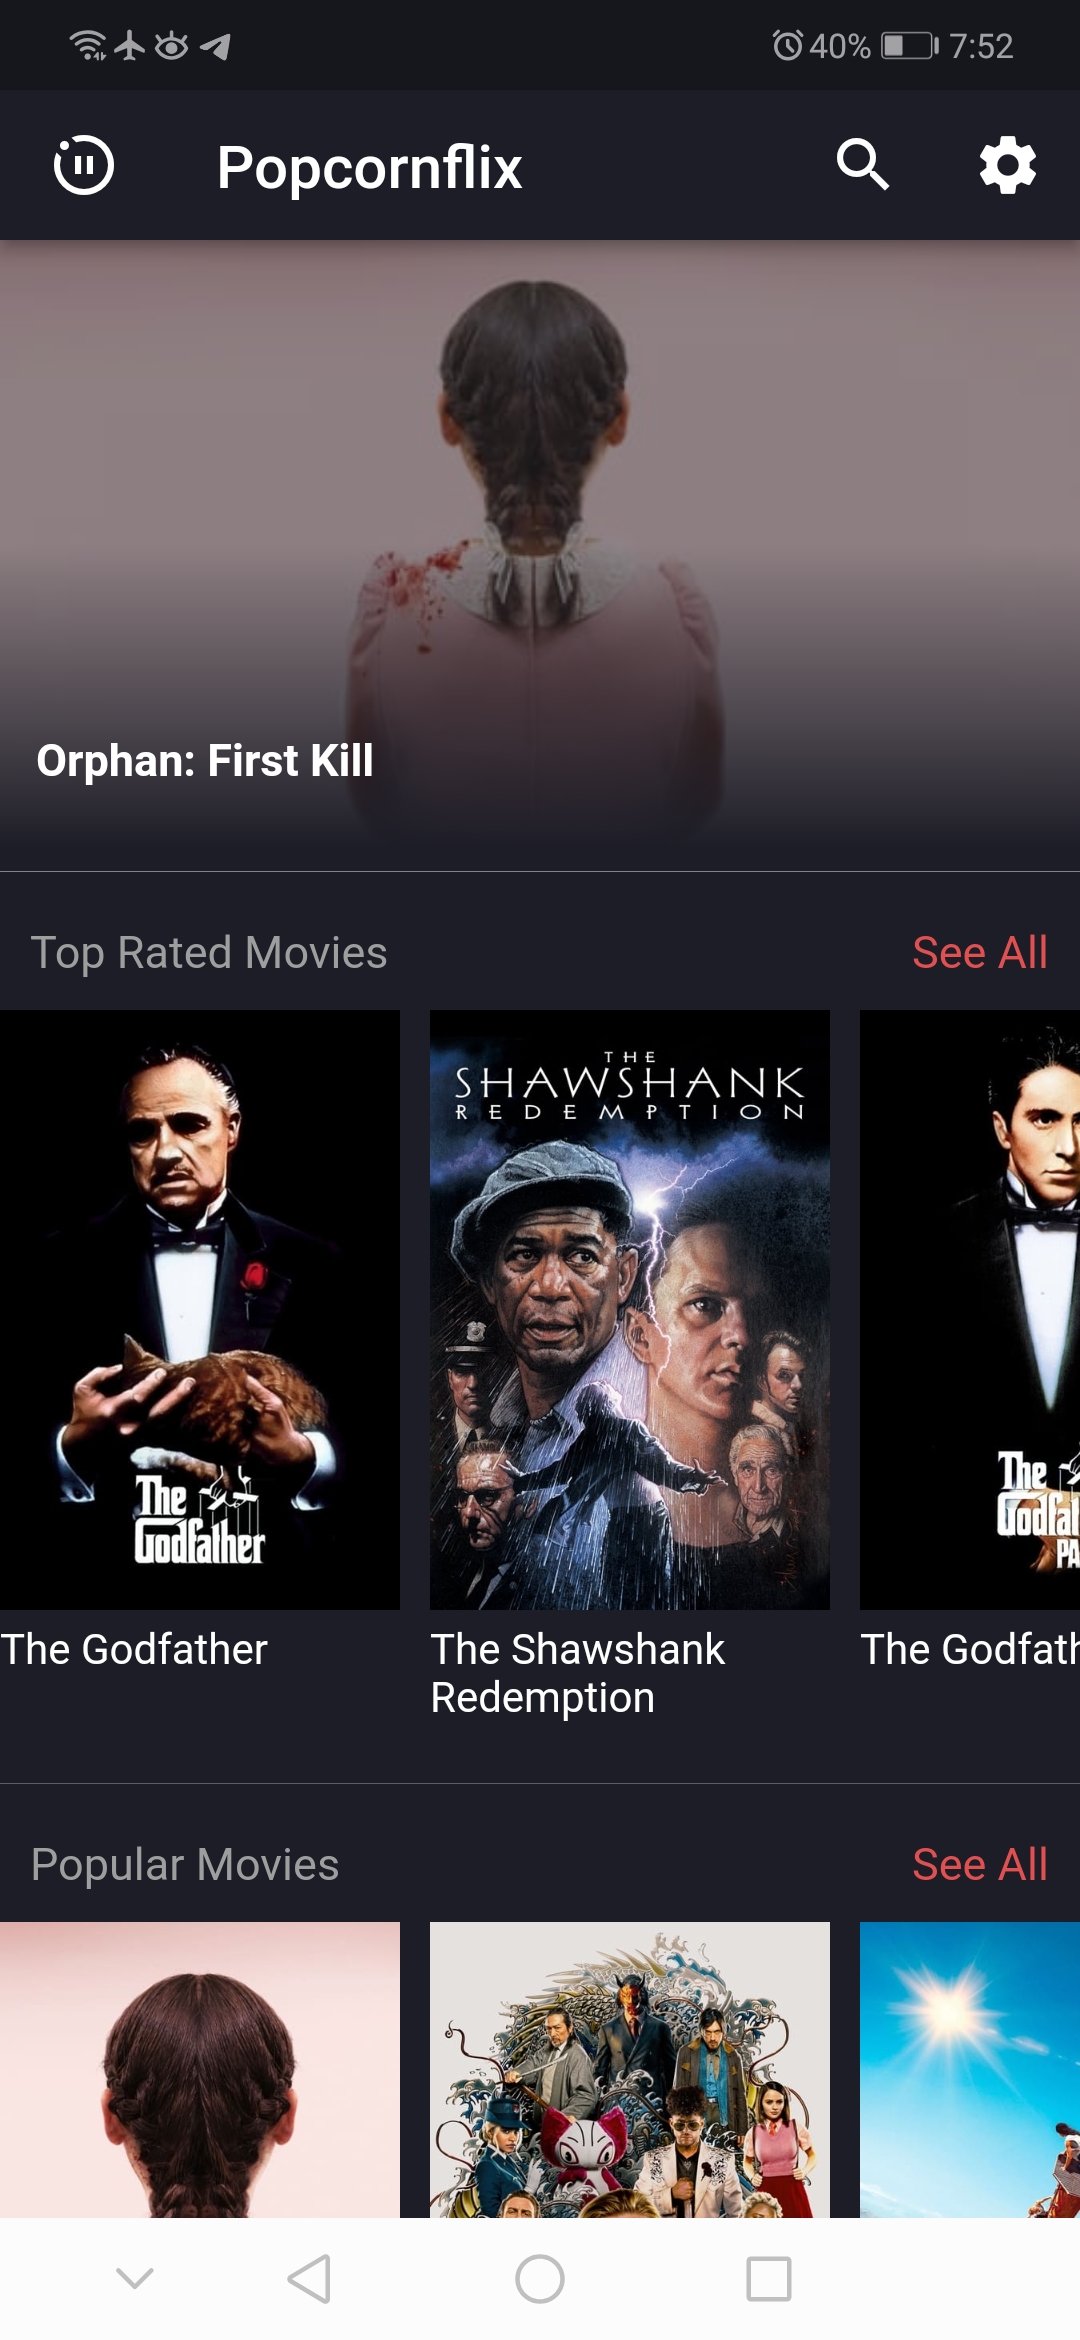 40% 7:52
Popcornflix
Orphan: First Kill
Top Rated Movies See All
THE
SHAWSHANK
REDEMPTION
The
Godfather
The
The Godfather
The Shawshank
Redemption
Popular Movies See All